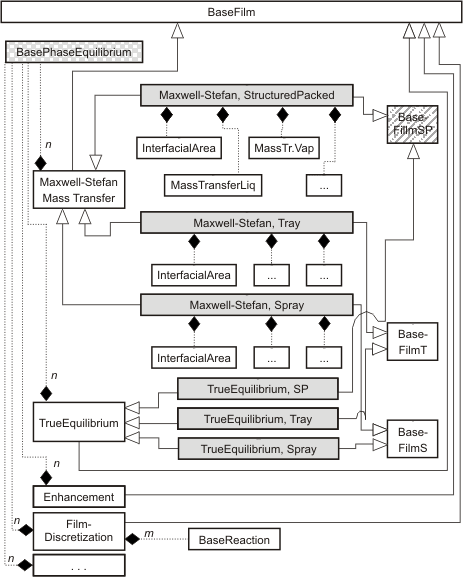 BaseFilm
BasePhaseEquilibrium
Maxwell-Stefan, StructuredPacked
Base-
FillmSP
n
InterfacialArea
MassTr.Vap
Maxwell-Stefan
Mass Transfer
MassTransferLiq
...
Maxwell-Stefan, Tray
InterfacialArea
...
...
Maxwell-Stefan, Spray
Base-
FilmT
InterfacialArea
...
...
n
TrueEquilibrium, SP
TrueEquilibrium
TrueEquilibrium, Tray
Base-
FilmS
TrueEquilibrium, Spray
n
Enhancement
n
Film-
Discretization
m
BaseReaction
n
...